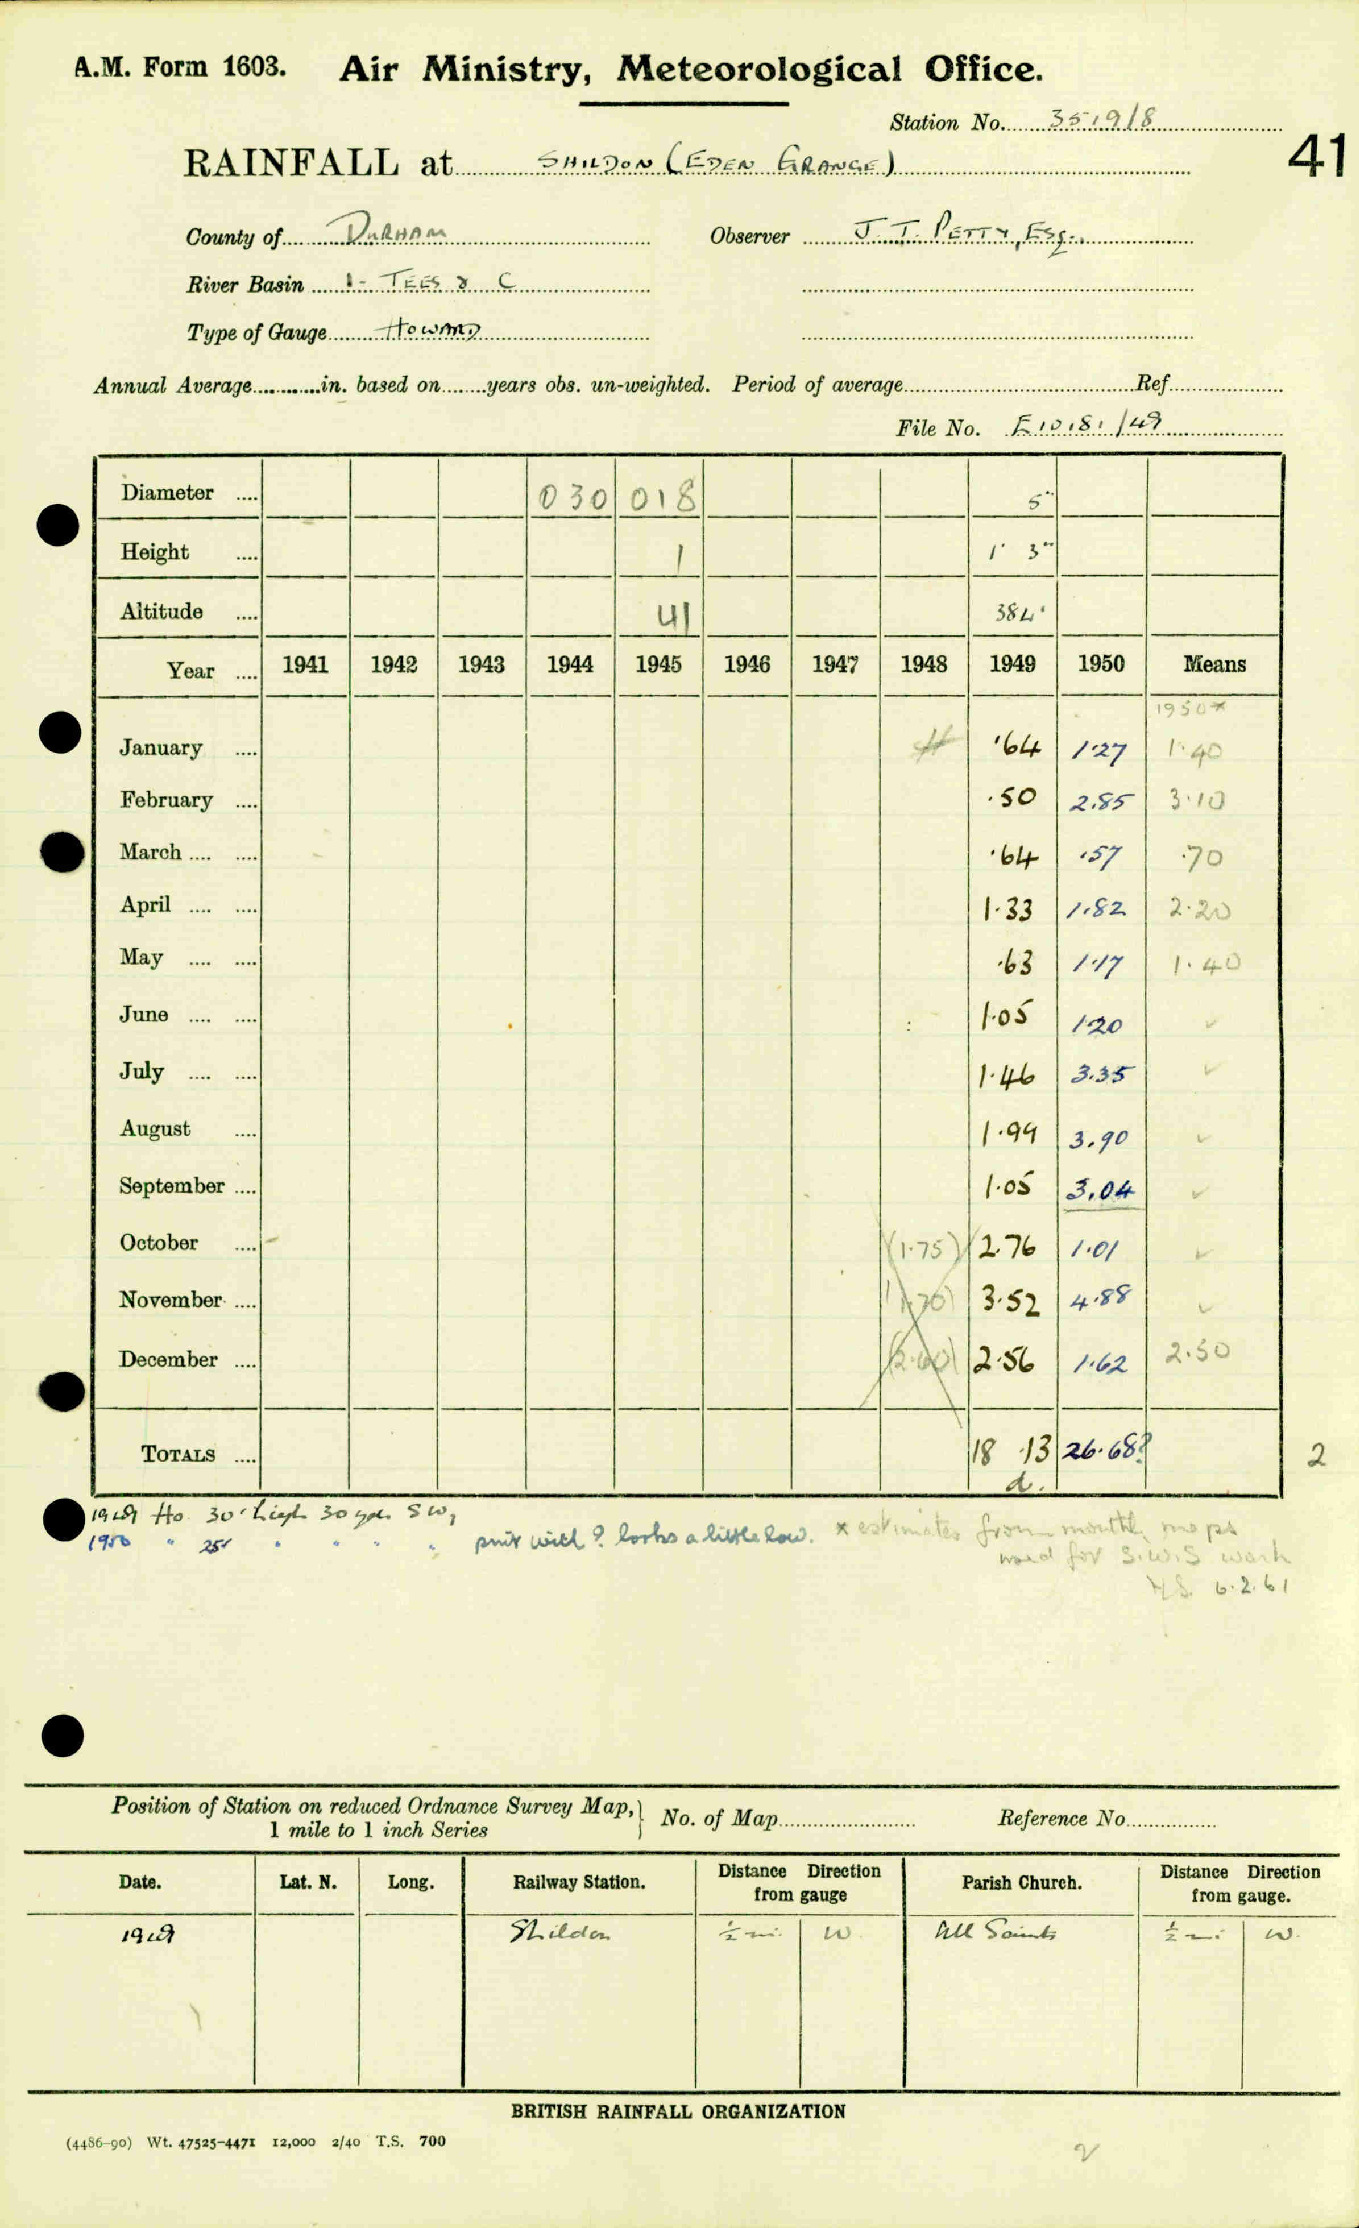 A.M. Form 1603. Air Ministry, Meteorological Office.
Station No. 3519/8
41
RAINFALL at SHILDON (EDEN GRANGE)
County of DURHAM Observer J. T. PETTY, ESq.,
River Basin 1- TEES & C
Type of Gauge HOWARD
Annual Average............in. based on........years obs. un-weighted. Period of average........Ref........
File No. E10181/49
Diameter .... 030 018 5"
Height .... 1 1' 3"
Altitude .... 41 384'
Year .... 1941 1942 1943 1944 1945 1946 1947 1948 1949 1950 Means
1950*
January .... ·64 1·27 1·40
February .... ·50 2.85 3·10
March .... .... ·64 ·57 ·70
April .... .... 1·33 1.82 2·20
May .... .... ·63 1·17 1·40
June .... .... 1·05 1·20 ✓
July .... .... 1·46 3.35 ✓
August .... 1·99 3.90 ✓
September .... 1·05 3.04 ✓
October .... (1·75) 2.76 1·01 ✓
November .... (1·70) 3·52 4·88 ✓
December .... (2·60) 2·56 1·62 2·50
TOTALS .... 18 ·13 26·68?
d.
2
1949 Ho 30' high 30 yds SW,
1950 " 25' " " " " looks a little low. * estimates from monthly maps
used for S.W.S work
6.2.61
Position of Station on reduced Ordnance Survey Map, } No. of Map........ Reference No........
1 mile to 1 inch Series
Date. Lat. N. Long. Railway Station. Distance Direction from gauge Parish Church. Distance Direction from gauge.
1949 Shildon ½ mi. W All Saints ½ mi W.
BRITISH RAINFALL ORGANIZATION
(4486-90) Wt. 47525-4471 12,000 2/40 T.S. 700